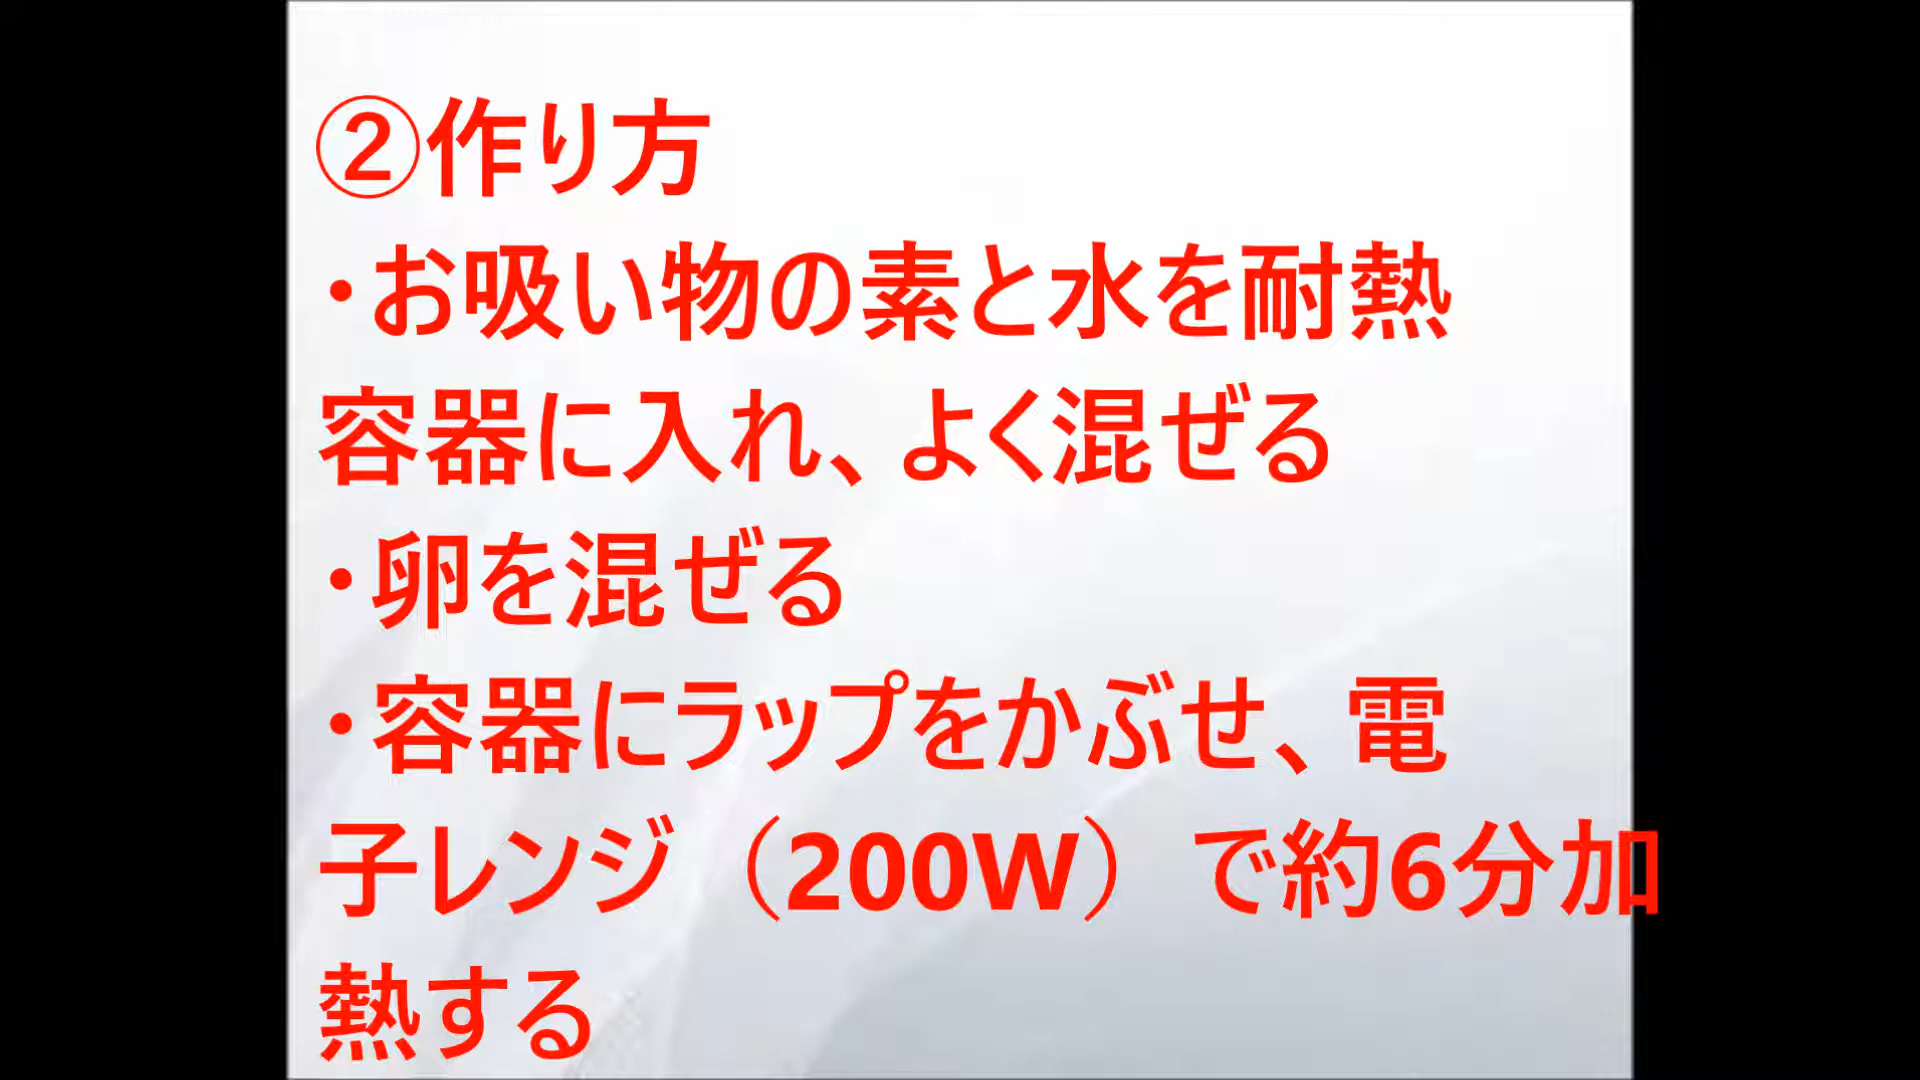 ②作り方
・お吸い物の素と水を耐熱
容器に入れ、よく混ぜる
・卵を混ぜる
・容器にラップをかぶせ、電
子レンジ（200W）で約6分加
熱する